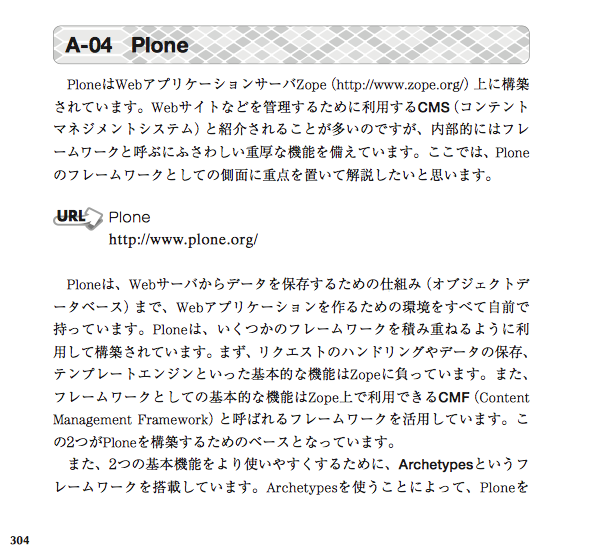 A-04 Plone
PloneはWebアプリケーションサーバZope（http://www.zope.org/）上に構築
されています。Webサイトなどを管理するために利用するCMS（コンテント
マネジメントシステム）と紹介されることが多いのですが、内部的にはフレ
ームワークと呼ぶにふさわしい重厚な機能を備えています。ここでは、Plone
のフレームワークとしての側面に重点を置いて解説したいと思います。
URL Plone
http://www.plone.org/
Ploneは、Webサーバからデータを保存するための仕組み（オブジェクトデ
ータベース）まで、Webアプリケーションを作るための環境をすべて自前で
持っています。Ploneは、いくつかのフレームワークを積み重ねるように利
用して構築されています。まず、リクエストのハンドリングやデータの保存、
テンプレートエンジンといった基本的な機能はZopeに負っています。また、
フレームワークとしての基本的な機能はZope上で利用できるCMF（Content
Management Framework）と呼ばれるフレームワークを活用しています。こ
の2つがPloneを構築するためのベースとなっています。
また、2つの基本機能をより使いやすくするために、Archetypesというフ
レームワークを搭載しています。Archetypesを使うことによって、Ploneを
304